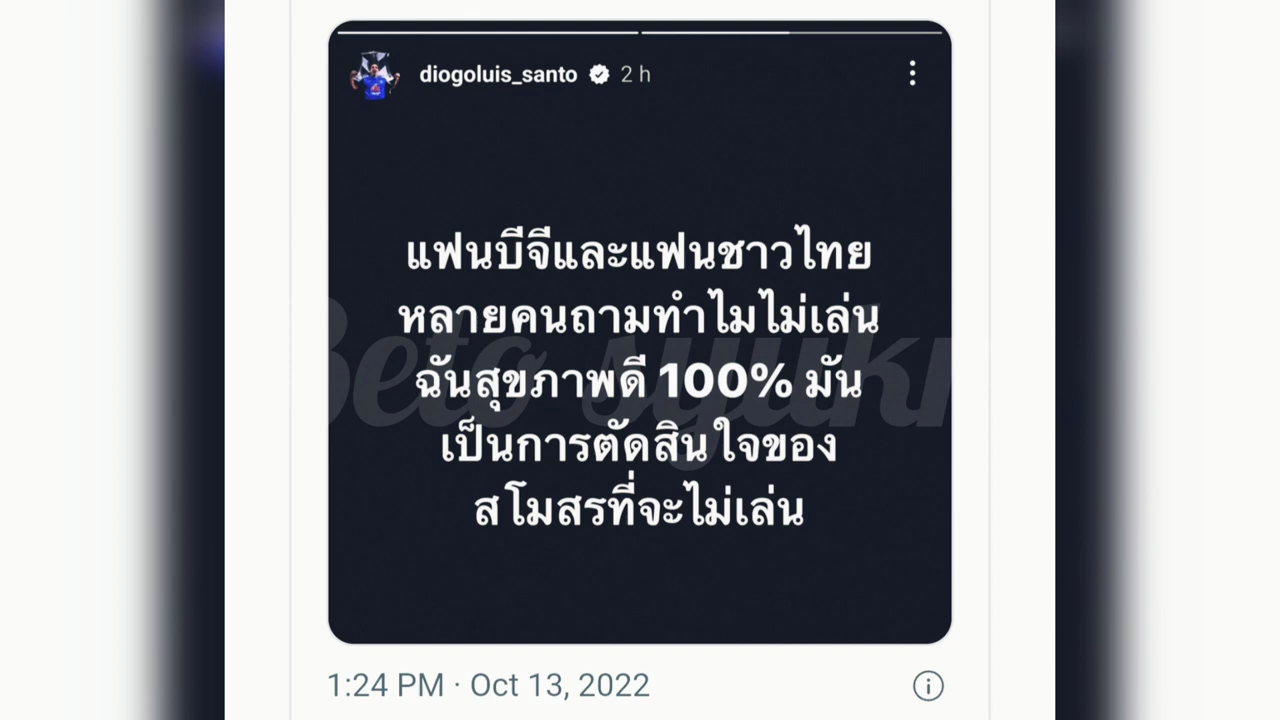 diogoluis_santo 2 h
แฟนบีจีและแฟนชาวไทย
หลายคนถามทำไมไม่เล่น
ฉันสุขภาพดี 100% มัน
เป็นการตัดสินใจของ
สโมสรที่จะไม่เล่น
Beto syuk
1:24 PM · Oct 13, 2022